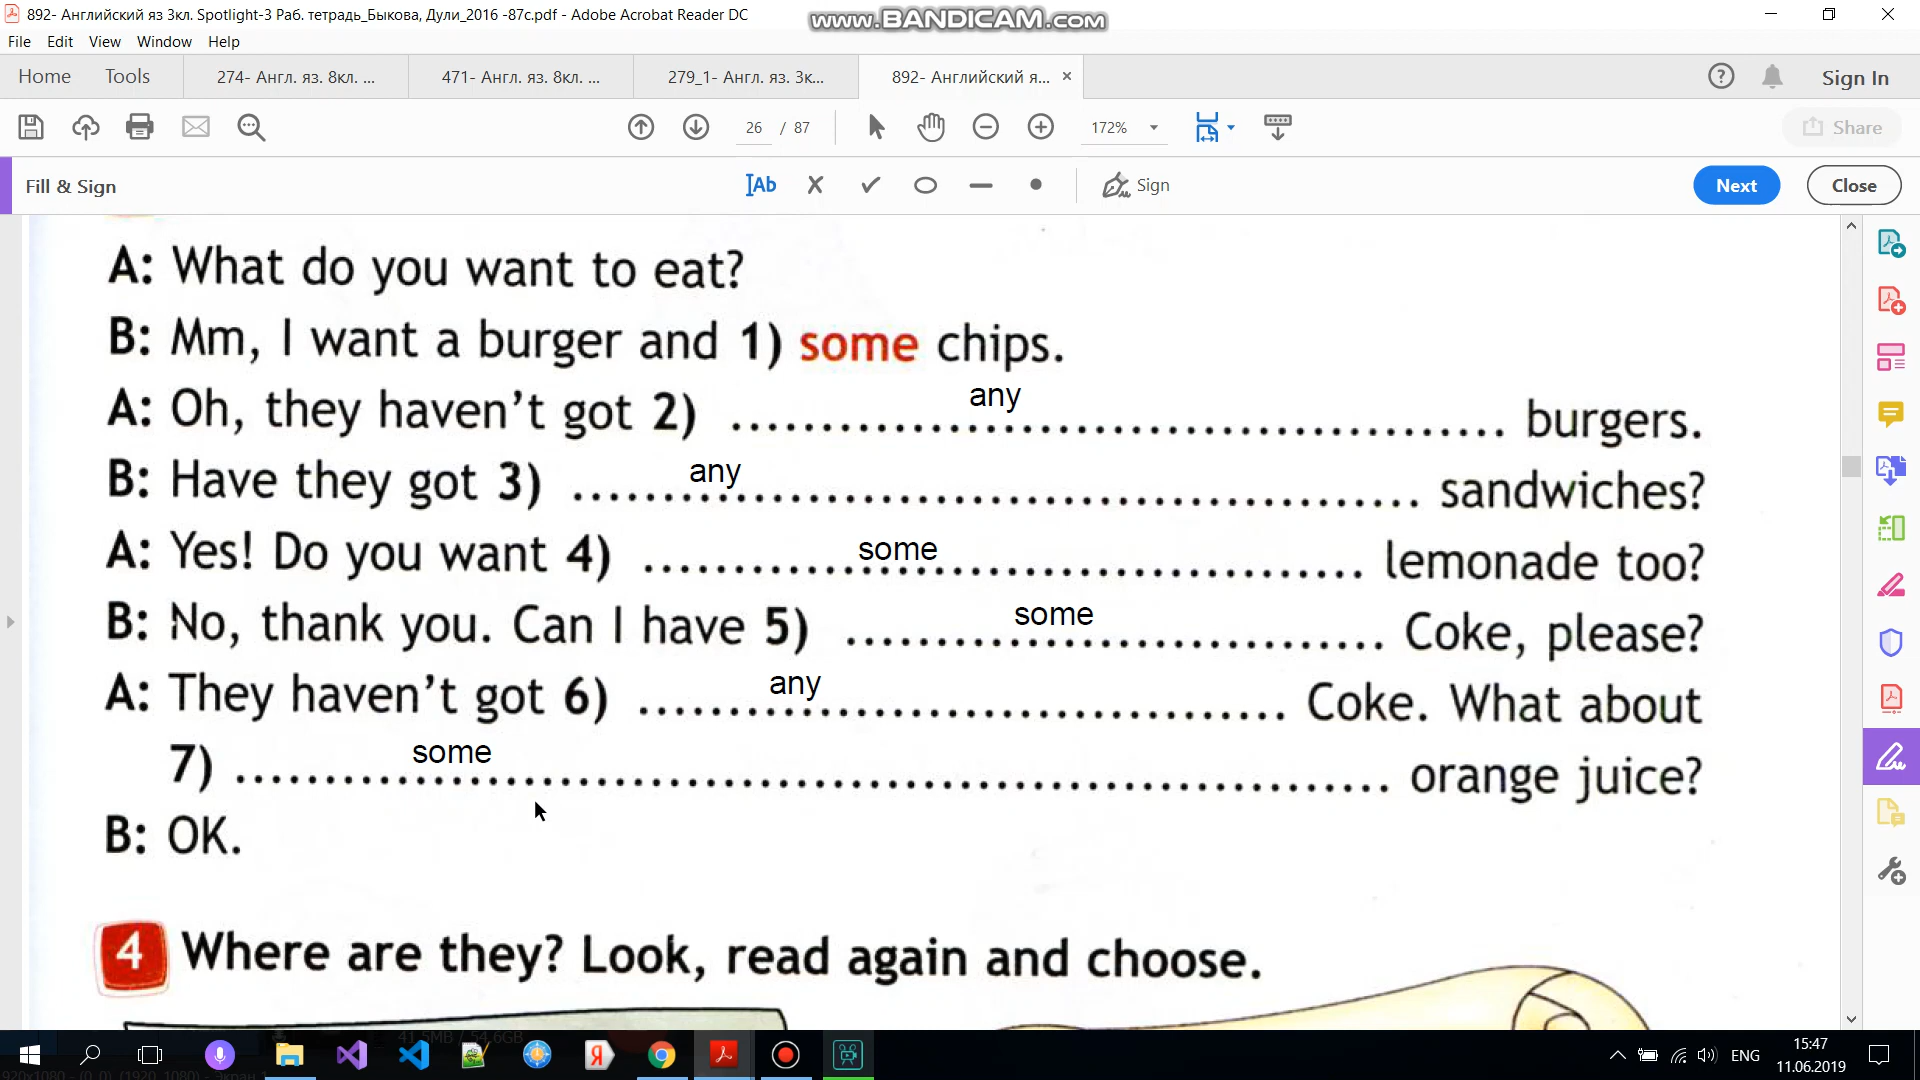 892- Английский яз 3кл. Spotlight-3 Раб. тетрадь_Быкова, Дули_2016 -87с.pdf - Adobe Acrobat Reader DC
www.BANDICAM.com
File Edit View Window Help
Home Tools 274- Англ. яз. 8кл. ... 471- Англ. яз. 8кл. ... 279_1- Англ. яз. 3к... 892- Английский я... × Sign In
26 / 87 172% Share
Fill & Sign Ab Sign Next Close
A: What do you want to eat?
B: Mm, I want a burger and 1) some chips.
A: Oh, they haven't got 2) any burgers.
B: Have they got 3) any sandwiches?
A: Yes! Do you want 4) some lemonade too?
B: No, thank you. Can I have 5) some Coke, please?
A: They haven't got 6) any Coke. What about
7) some orange juice?
B: OK.
4 Where are they? Look, read again and choose.
41,5MB / 54,6GB
ENG 15:47
11.06.2019